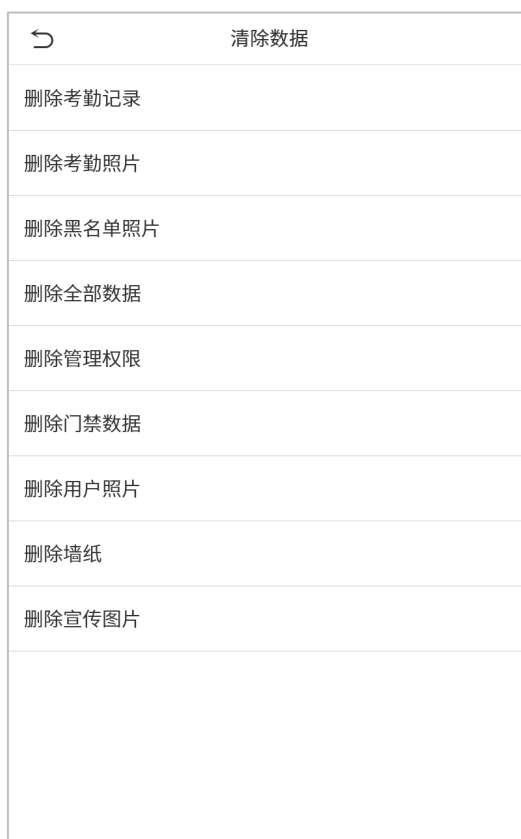 清除数据
删除考勤记录
删除考勤照片
删除黑名单照片
删除全部数据
删除管理权限
删除门禁数据
删除用户照片
删除墙纸
删除宣传图片